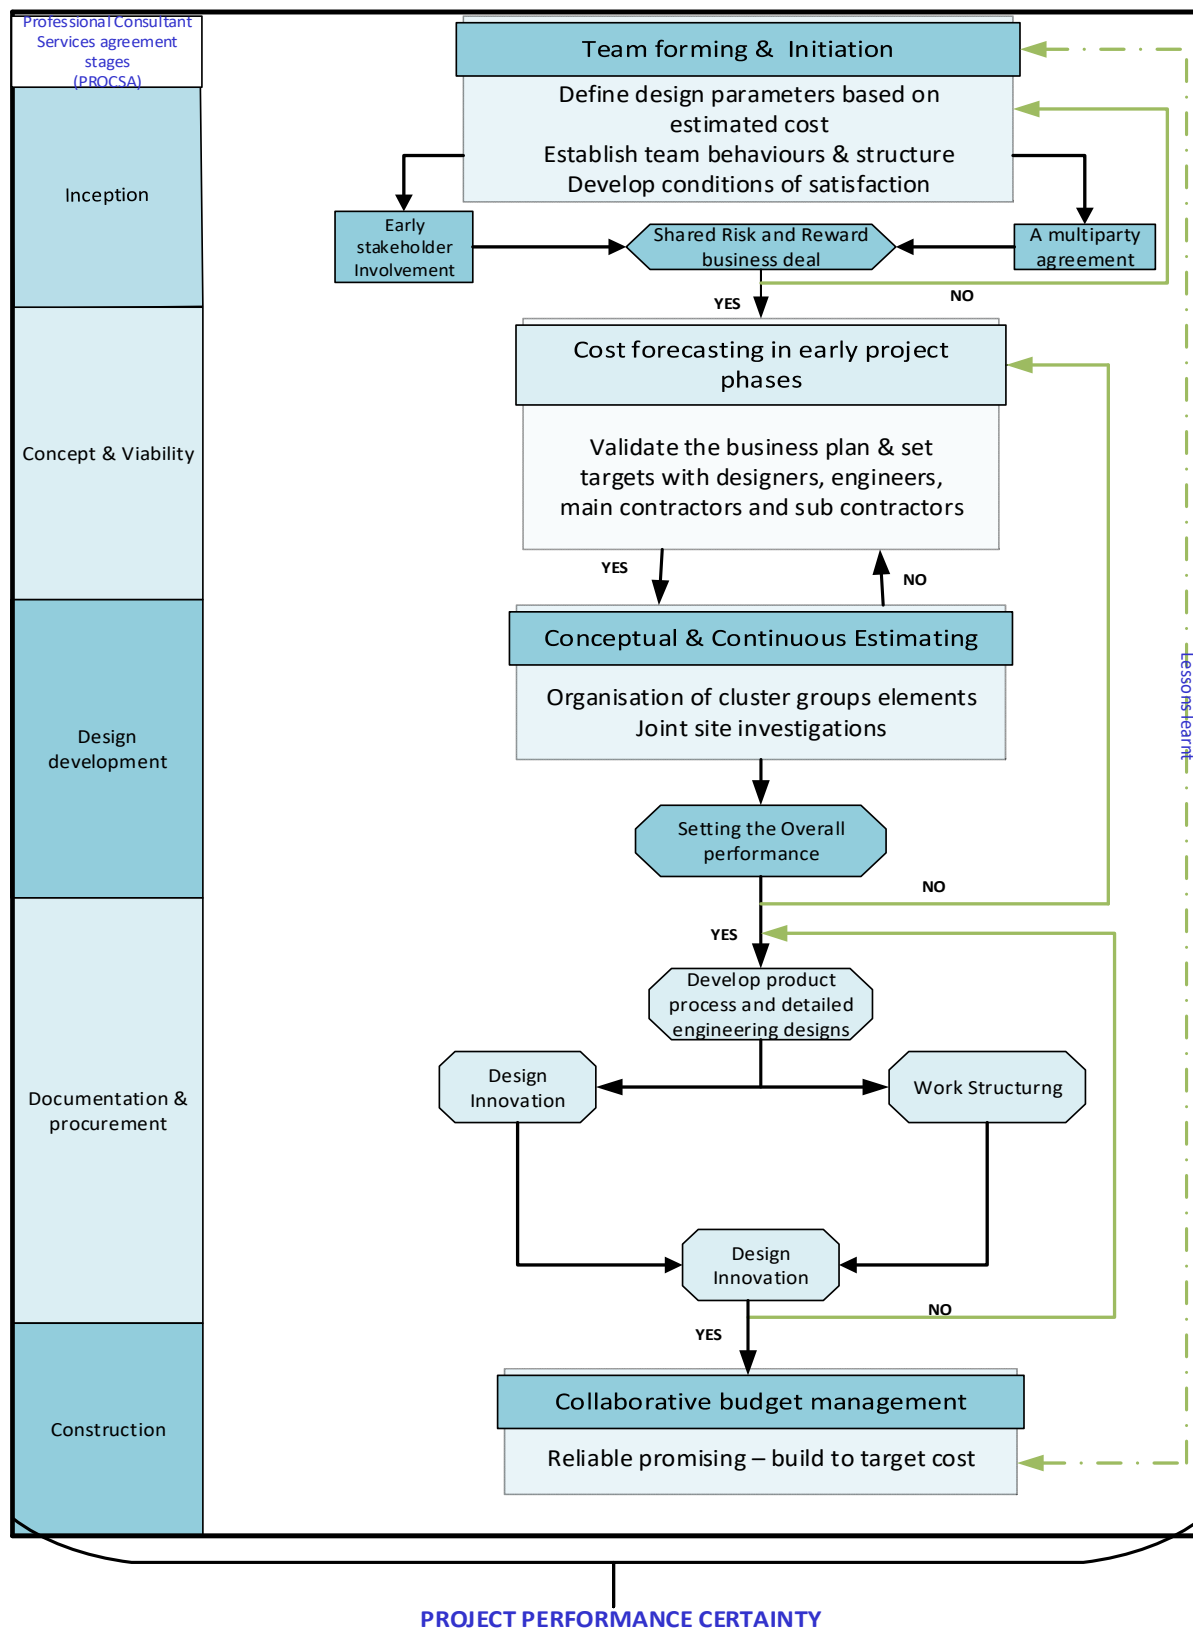 Professional Consultant
Services agreement
stages
(PROCSA)
Inception
Concept & Viability
Design
development
Documentation &
procurement
Construction
Team forming & Initiation
Define design parameters based on
estimated cost
Establish team behaviours & structure
Develop conditions of satisfaction
Early
stakeholder
Involvement
Shared Risk and Reward
business deal
A multiparty
agreement
YES
NO
Cost forecasting in early project
phases
Validate the business plan & set
targets with designers, engineers,
main contractors and sub contractors
YES
NO
Conceptual & Continuous Estimating
Organisation of cluster groups elements
Joint site investigations
Setting the Overall
performance
NO
YES
Develop product
process and detailed
engineering designs
Design
Innovation
Work Structurng
Design
Innovation
NO
YES
Collaborative budget management
Reliable promising – build to target cost
Lessons learnt
PROJECT PERFORMANCE CERTAINTY